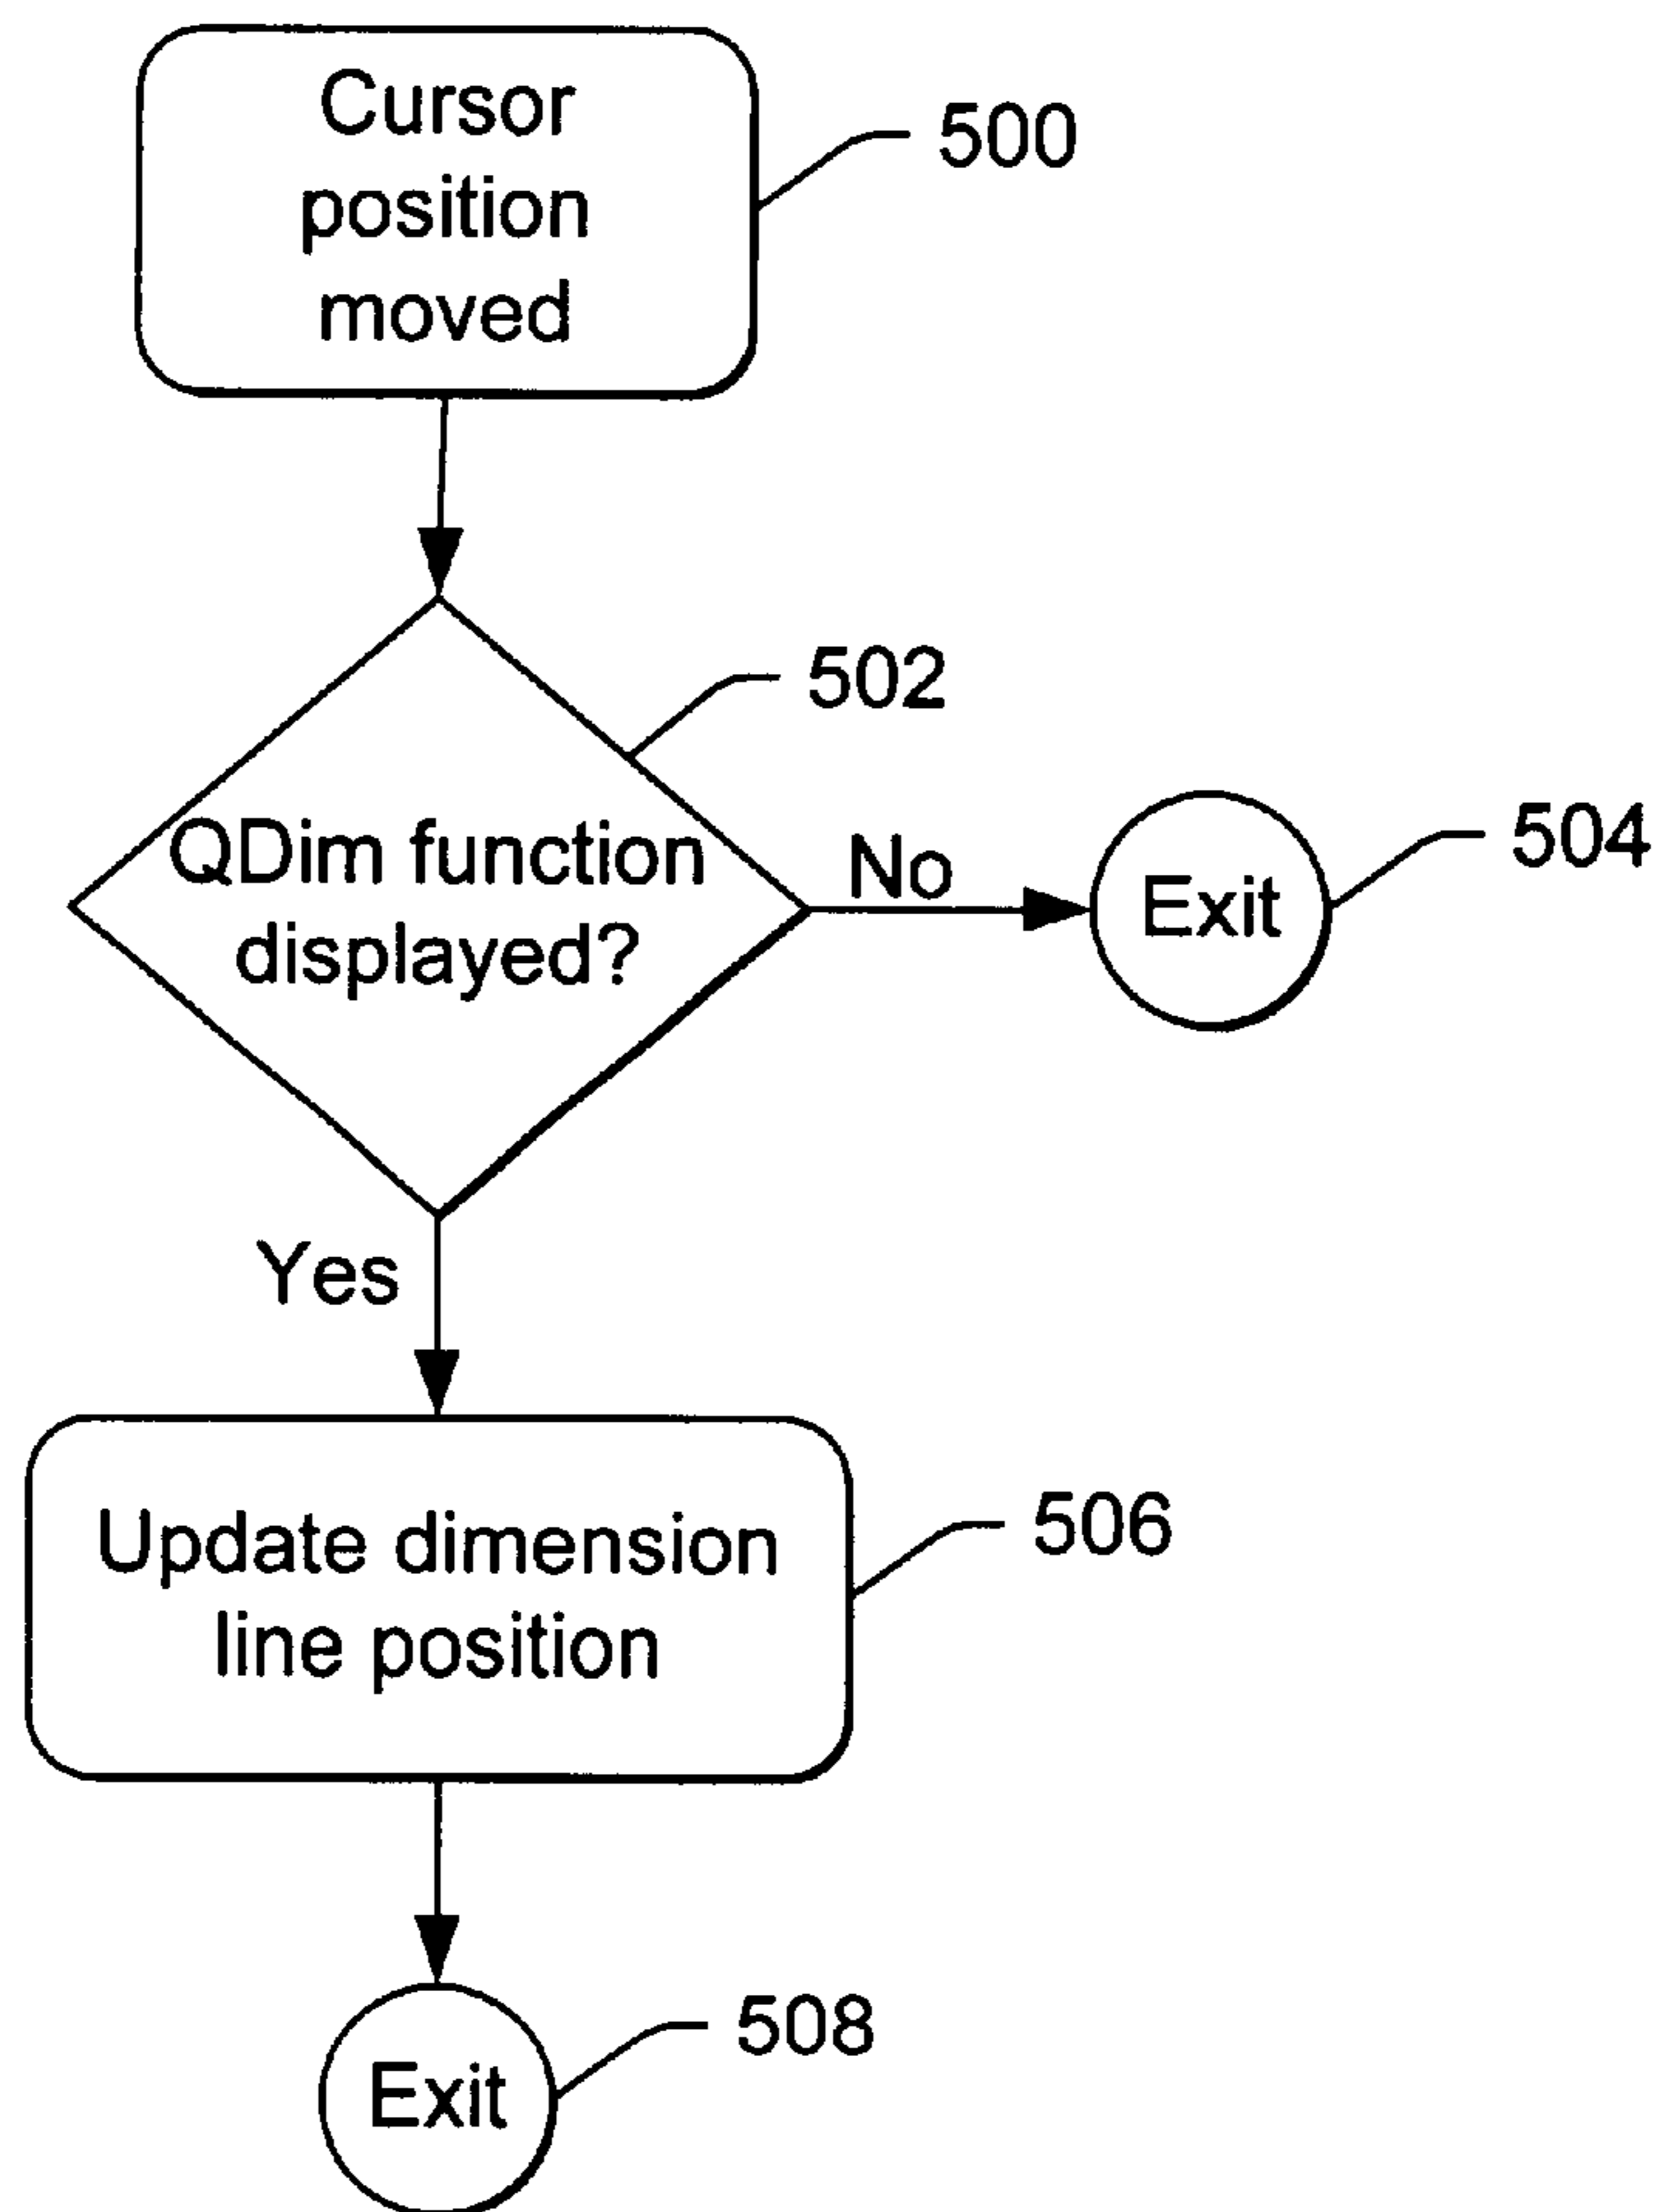 Cursor
position
moved
500
502
QDim function
displayed?
No
Exit
504
Yes
Update dimension
line position
506
Exit
508